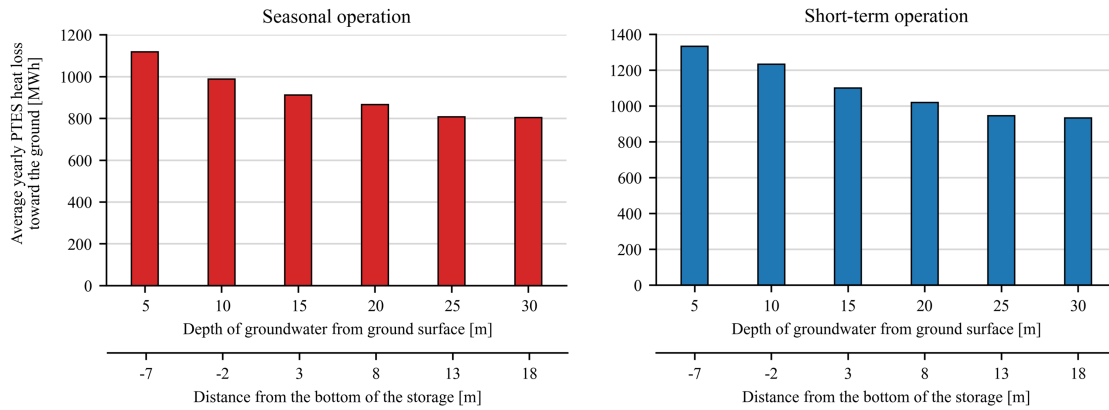 Seasonal operation
Average yearly PTES heat loss
toward the ground [MWh]
1200
1000
800
600
400
200
0
5 10 15 20 25 30
Depth of groundwater from ground surface [m]
-7 -2 3 8 13 18
Distance from the bottom of the storage [m]
Short-term operation
1400
1200
1000
800
600
400
200
0
5 10 15 20 25 30
Depth of groundwater from ground surface [m]
-7 -2 3 8 13 18
Distance from the bottom of the storage [m]